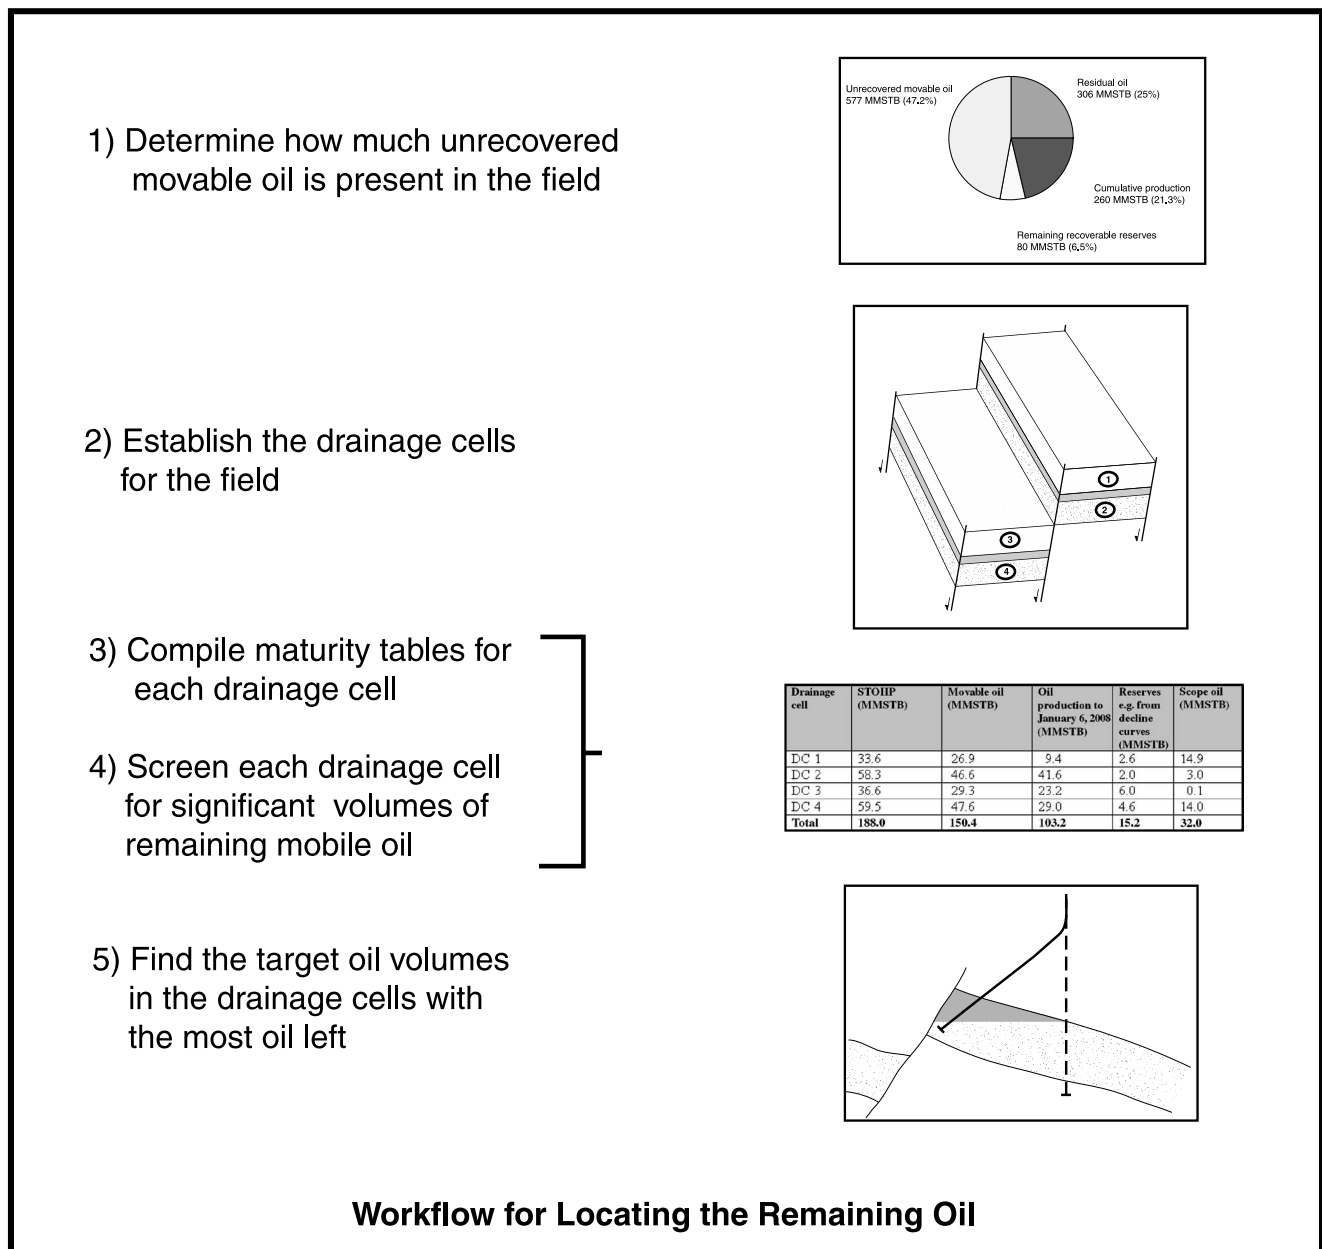 1) Determine how much unrecovered
movable oil is present in the field
Unrecovered movable oil
577 MMSTB (47.2%)
Residual oil
306 MMSTB (25%)
Cumulative production
260 MMSTB (21.3%)
Remaining recoverable reserves
80 MMSTB (6.5%)
2) Establish the drainage cells
for the field
1
2
3
4
3) Compile maturity tables for
each drainage cell
4) Screen each drainage cell
for significant volumes of
remaining mobile oil
Drainage cell | STOIIP (MMSTB) | Movable oil (MMSTB) | Oil production to January 6, 2008 (MMSTB) | Reserves e.g. from decline curves (MMSTB) | Scope oil (MMSTB)
DC 1 | 33.6 | 26.9 | 9.4 | 2.6 | 14.9
DC 2 | 58.3 | 46.6 | 41.6 | 2.0 | 3.0
DC 3 | 36.6 | 29.3 | 23.2 | 6.0 | 0.1
DC 4 | 59.5 | 47.6 | 29.0 | 4.6 | 14.0
Total | 188.0 | 150.4 | 103.2 | 15.2 | 32.0
5) Find the target oil volumes
in the drainage cells with
the most oil left
Workflow for Locating the Remaining Oil